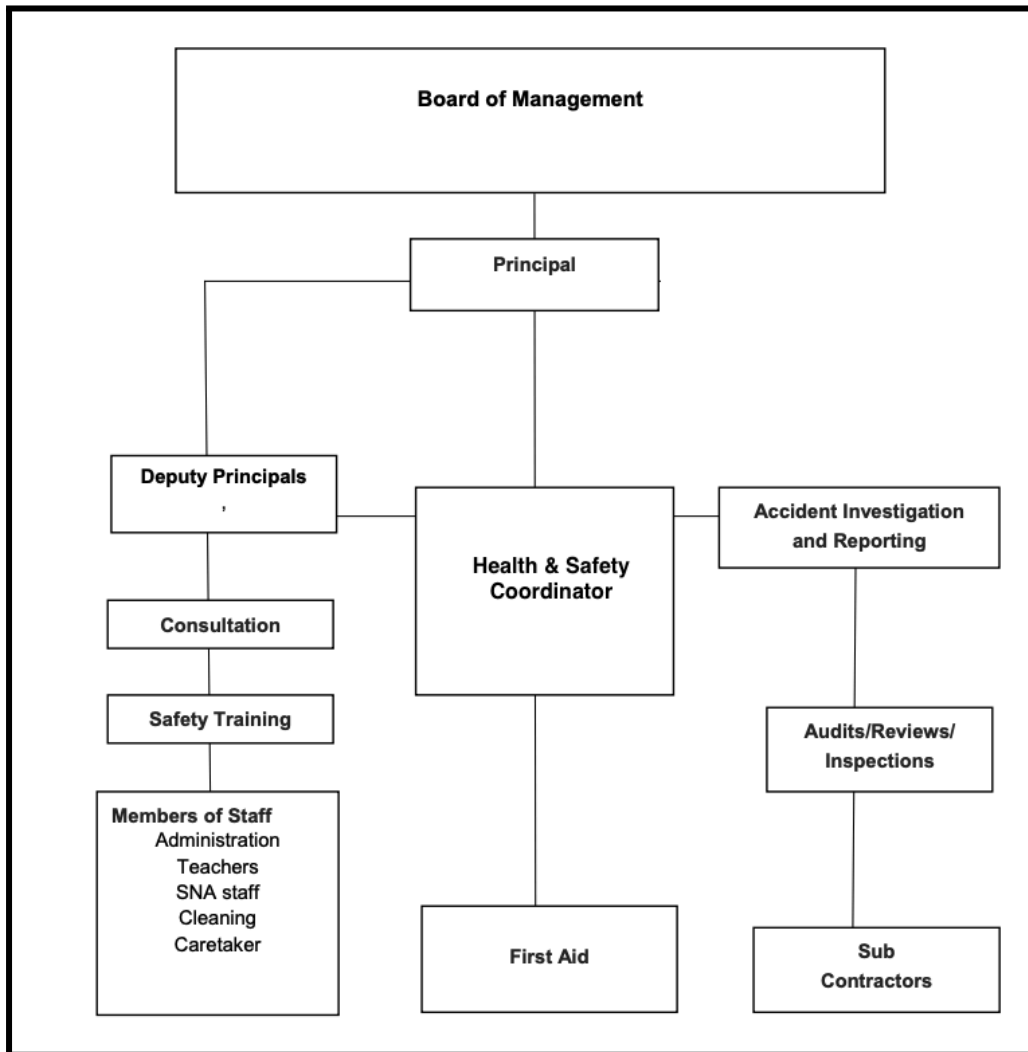 Board of Management
Principal
Deputy Principals
,
Health & Safety
Coordinator
Accident Investigation
and Reporting
Consultation
Safety Training
Audits/Reviews/
Inspections
Members of Staff
Administration
Teachers
SNA staff
Cleaning
Caretaker
First Aid
Sub
Contractors